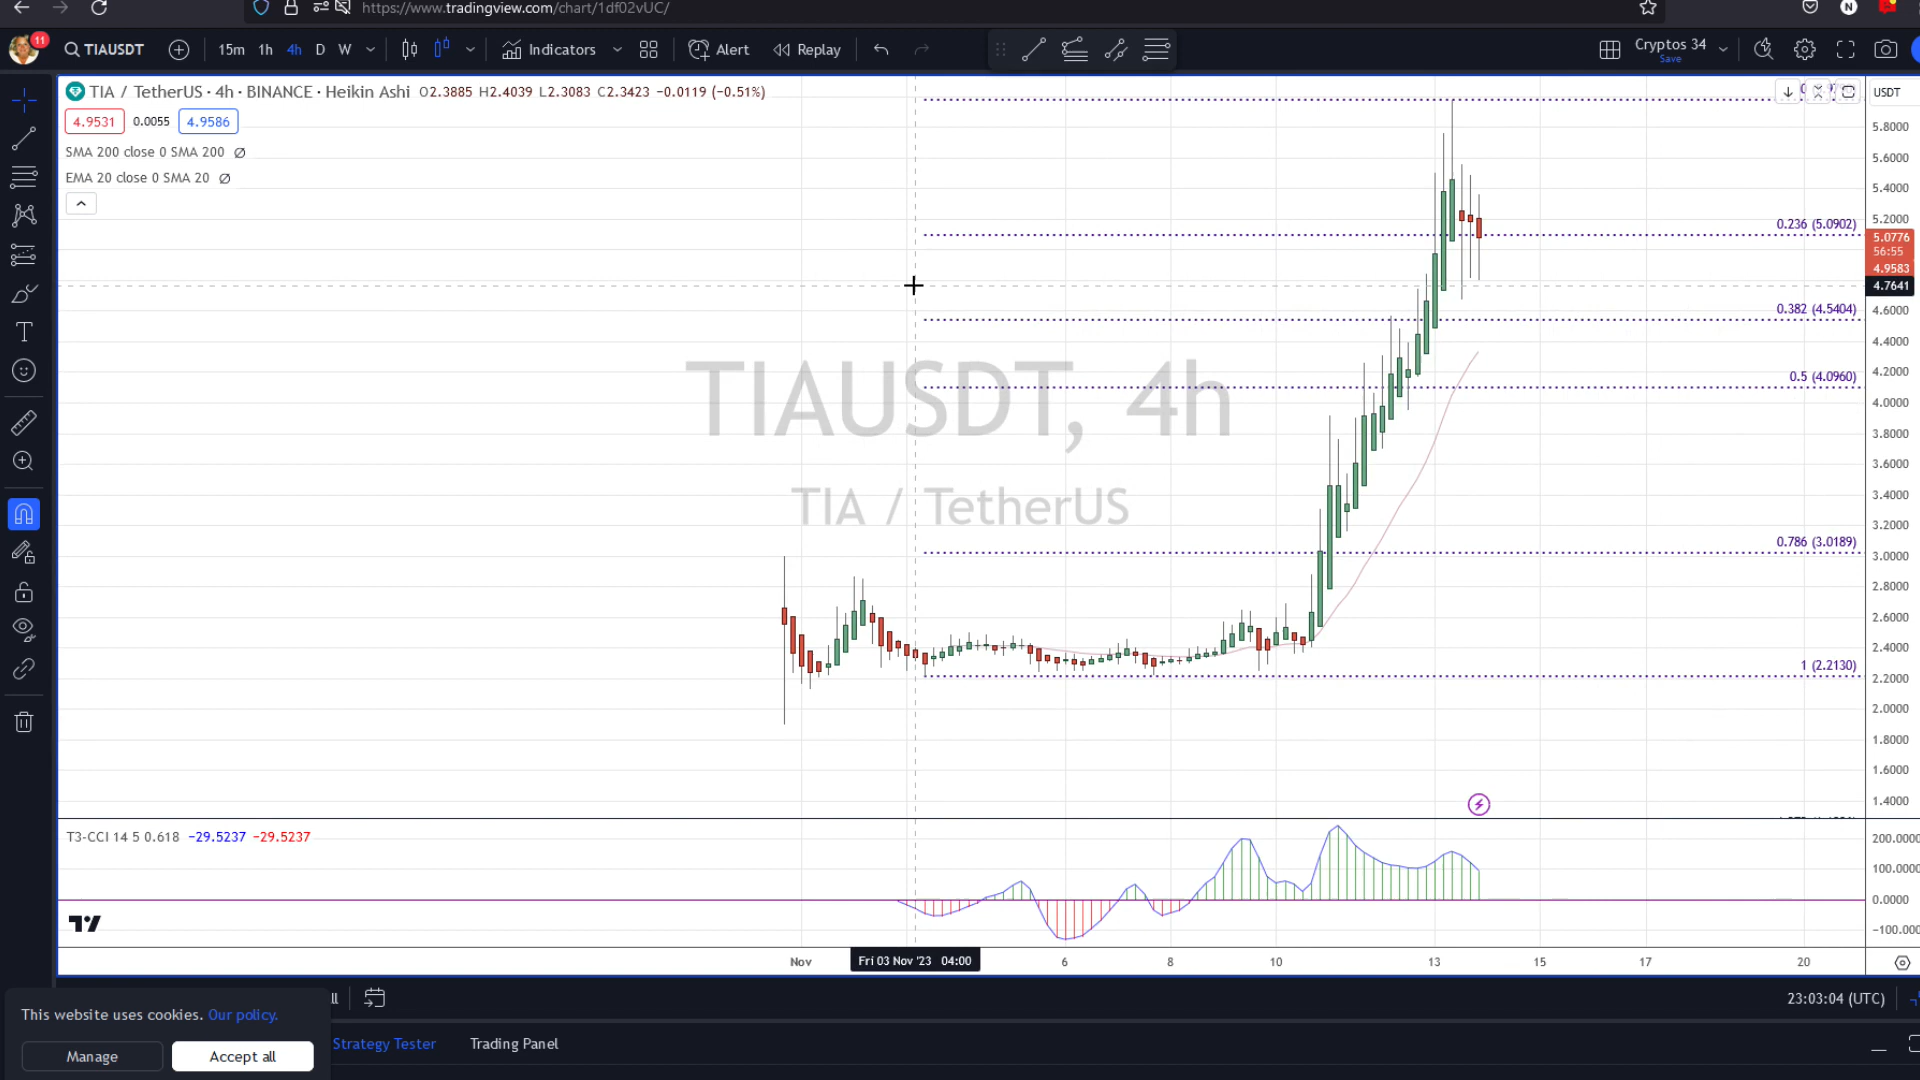 https://www.tradingview.com/chart/1df02vUC/
N
11
TIAUSDT
15m 1h 4h D W
Indicators
Alert
Replay
Cryptos 34
Save
TIA / TetherUS · 4h · BINANCE · Heikin Ashi O2.3885 H2.4039 L2.3083 C2.3423 −0.0119 (−0.51%)
USDT
4.9531 0.0055 4.9586
SMA 200 close 0 SMA 200
EMA 20 close 0 SMA 20
5.8000
5.6000
5.4000
5.2000
0.236 (5.0902)
5.0776
56:55
4.9583
4.7641
0.382 (4.5404)
4.6000
4.4000
0.5 (4.0960)
4.2000
4.0000
3.8000
3.6000
3.4000
3.2000
0.786 (3.0189)
3.0000
2.8000
2.6000
2.4000
1 (2.2130)
2.2000
2.0000
1.8000
1.6000
1.4000
TIAUSDT, 4h
TIA / TetherUS
T3-CCI 14 5 0.618 −29.5237 −29.5237
200.0000
100.0000
0.0000
−100.000
Nov
Fri 03 Nov '23 04:00
6 8 10 13 15 17 20
23:03:04 (UTC)
This website uses cookies. Our policy.
Manage
Accept all
Strategy Tester
Trading Panel